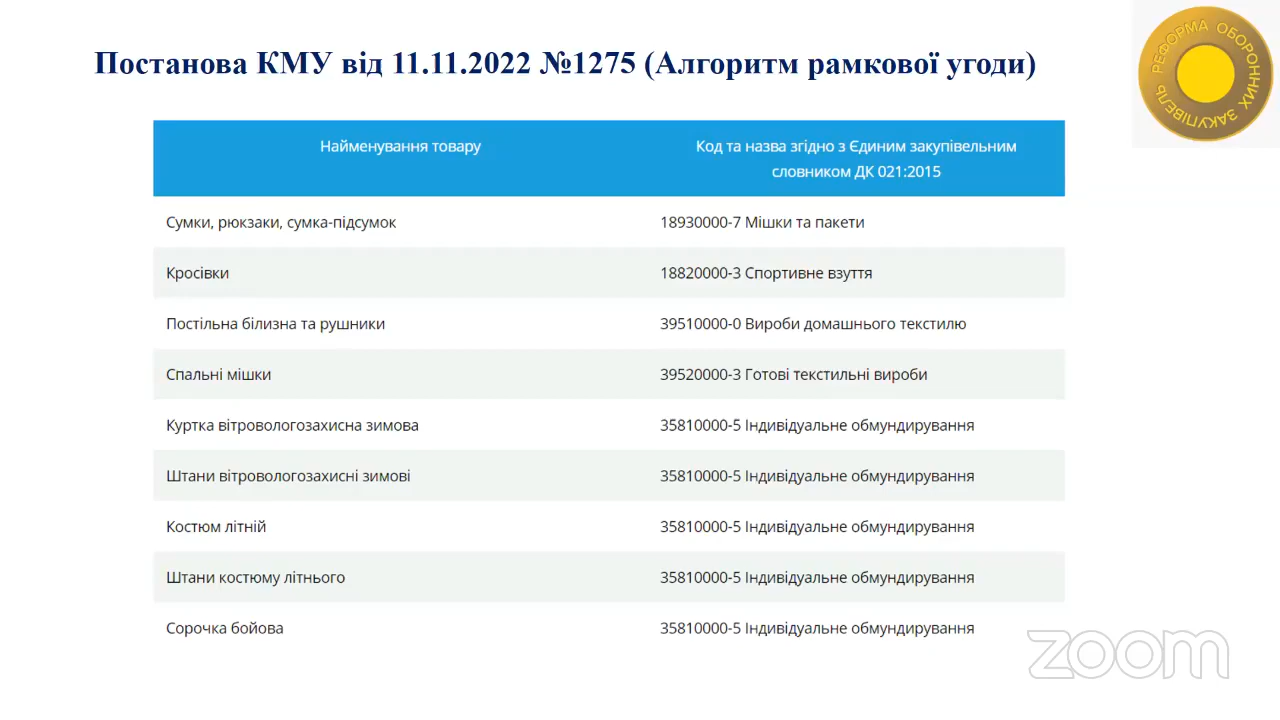 Постанова КМУ від 11.11.2022 №1275 (Алгоритм рамкової угоди)
РЕФОРМА ОБОРОННИХ ЗАКУПІВЕЛЬ
Найменування товару
Код та назва згідно з Єдиним закупівельним
словником ДК 021:2015
Сумки, рюкзаки, сумка-підсумок
18930000-7 Мішки та пакети
Кросівки
18820000-3 Спортивне взуття
Постільна білизна та рушники
39510000-0 Вироби домашнього текстилю
Спальні мішки
39520000-3 Готові текстильні вироби
Куртка вітровологозахисна зимова
35810000-5 Індивідуальне обмундирування
Штани вітровологозахисні зимові
35810000-5 Індивідуальне обмундирування
Костюм літній
35810000-5 Індивідуальне обмундирування
Штани костюму літнього
35810000-5 Індивідуальне обмундирування
Сорочка бойова
35810000-5 Індивідуальне обмундирування
zoom